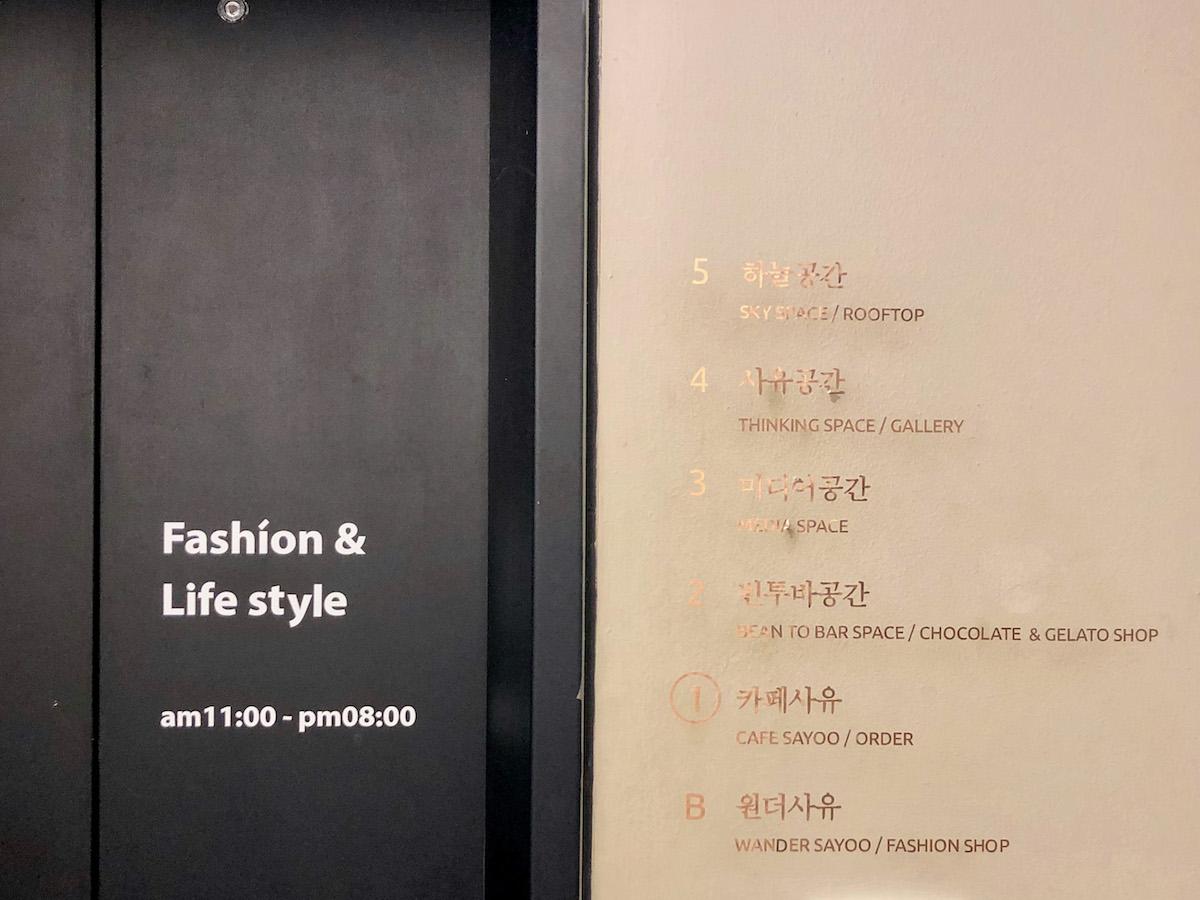 Fashion &
Life style
am11:00 - pm08:00
5 하늘공간
SKY SPACE / ROOFTOP
4 사유공간
THINKING SPACE / GALLERY
3 미디어공간
MEDIA SPACE
2 빈투바공간
BEAN TO BAR SPACE / CHOCOLATE & GELATO SHOP
1 카페사유
CAFE SAYOO / ORDER
B 원더사유
WANDER SAYOO / FASHION SHOP